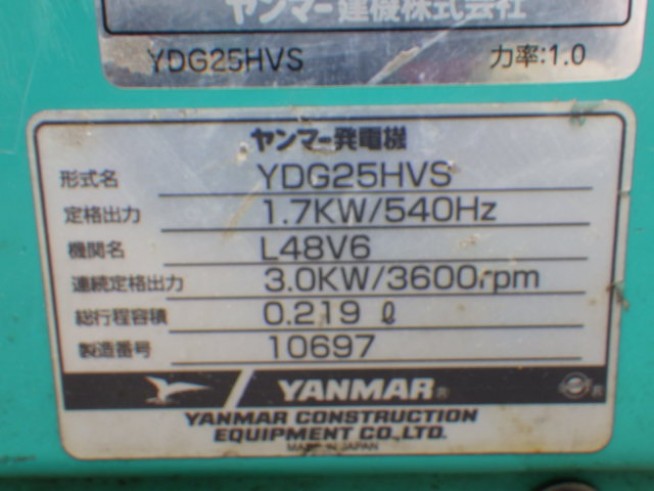 ヤンマー建機株式会社
YDG25HVS 力率:1.0
ヤンマー発電機
形式名 YDG25HVS
定格出力 1.7KW/540Hz
機関名 L48V6
連続定格出力 3.0KW/3600rpm
総行程容積 0.219 ℓ
製造番号 10697
YANMAR®
YANMAR CONSTRUCTION
EQUIPMENT CO.,LTD.
MADE IN JAPAN